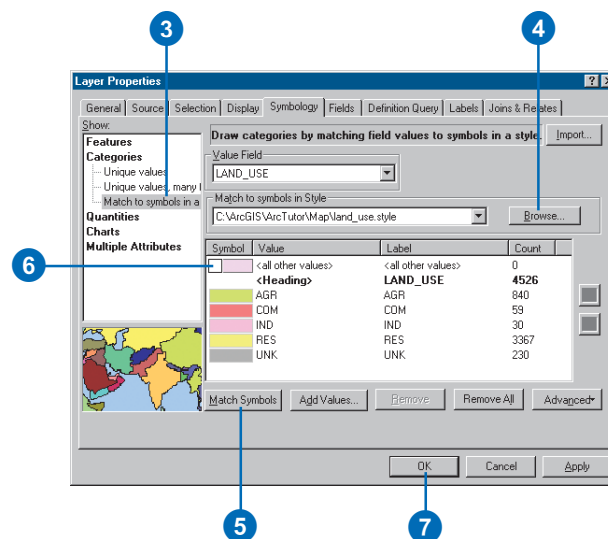 3
4
Layer Properties
General Source Selection Display Symbology Fields Definition Query Labels Joins & Relates
Show:
Features
Categories
Unique values
Unique values, many
Match to symbols in a
Quantities
Charts
Multiple Attributes
Draw categories by matching field values to symbols in a style.
Import...
Value Field
LAND_USE
Match to symbols in Style
C:\ArcGIS\ArcTutor\Map\land_use.style
Browse...
6
Symbol Value Label Count
<all other values> <all other values> 0
<Heading> LAND_USE 4526
AGR AGR 840
COM COM 59
IND IND 30
RES RES 3367
UNK UNK 230
Match Symbols Add Values... Remove Remove All Advanced
OK Cancel Apply
5
7